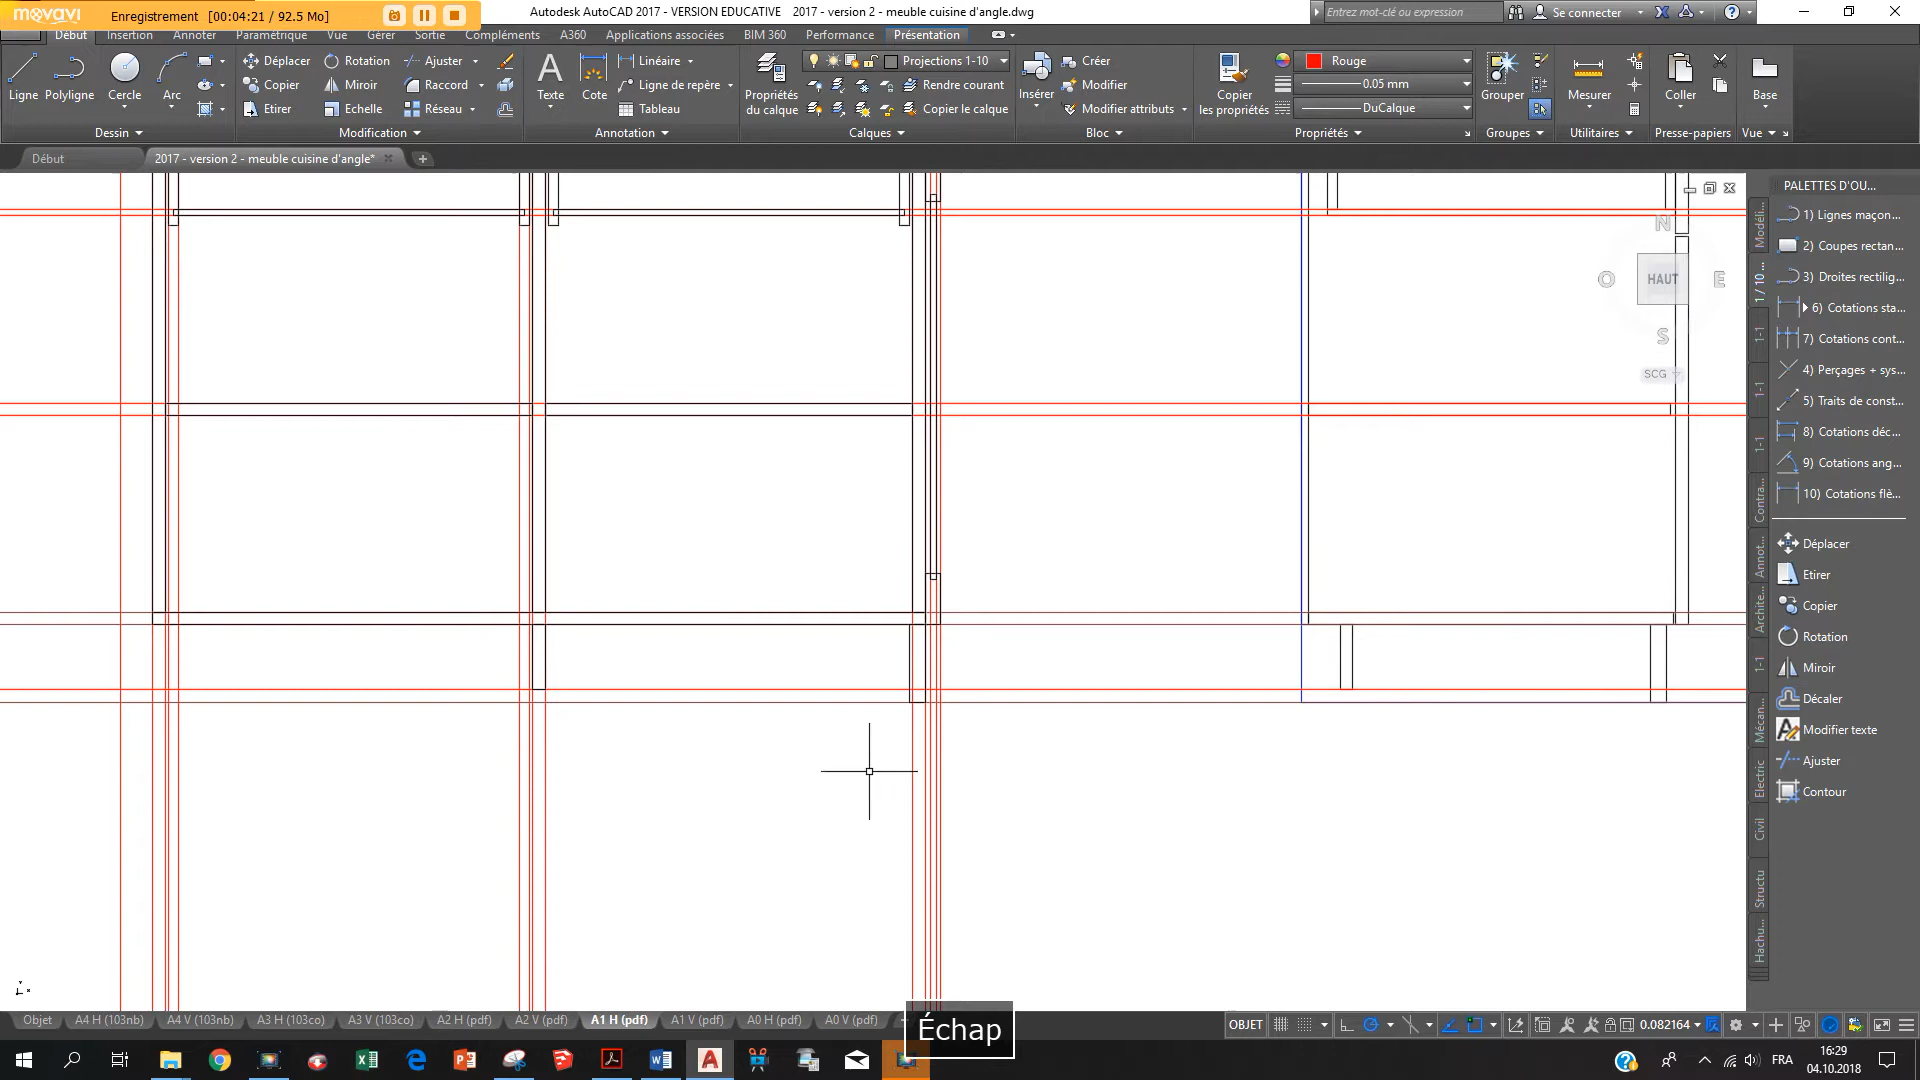 movavi
Enregistrement [00:04:21 / 92.5 Mo]
Autodesk AutoCAD 2017 - VERSION EDUCATIVE 2017 - version 2 - meuble cuisine d'angle.dwg
Entrez mot-clé ou expression
Se connecter
Début Insertion Annoter Paramétrique Vue Gérer Sortie Compléments A360 Applications associées BIM 360 Performance Présentation
Ligne Polyligne Cercle Arc
Déplacer Rotation Ajuster
Copier Miroir Raccord
Etirer Echelle Réseau
Texte Cote
Linéaire
Ligne de repère
Tableau
Propriétés du calque
Projections 1-10
Rendre courant
Copier le calque
Insérer
Créer
Modifier
Modifier attributs
Copier les propriétés
Rouge
0.05 mm
DuCalque
Grouper Mesurer Coller Base
Dessin Modification Annotation Calques Bloc Propriétés Groupes Utilitaires Presse-papiers Vue
Début
2017 - version 2 - meuble cuisine d'angle*
N
O HAUT E
S
SCG
PALETTES D'OU...
1) Lignes maçon...
2) Coupes rectan...
3) Droites rectilig...
6) Cotations sta...
7) Cotations cont...
4) Perçages + sys...
5) Traits de const...
8) Cotations déc...
9) Cotations ang...
10) Cotations flè...
Déplacer
Etirer
Copier
Rotation
Miroir
Décaler
Modifier texte
Ajuster
Contour
Modéli...
1 / 10 ...
1-1
1-1
1-1
Contra...
Annot...
Archite...
1-1
Mécan...
Electric
Civil
Structu
Hachu...
Objet A4 H (103nb) A4 V (103nb) A3 H (103co) A3 V (103co) A2 H (pdf) A2 V (pdf) A1 H (pdf) A1 V (pdf) A0 H (pdf) A0 V (pdf)
Échap
OBJET
0.082164
FRA
16:29
04.10.2018